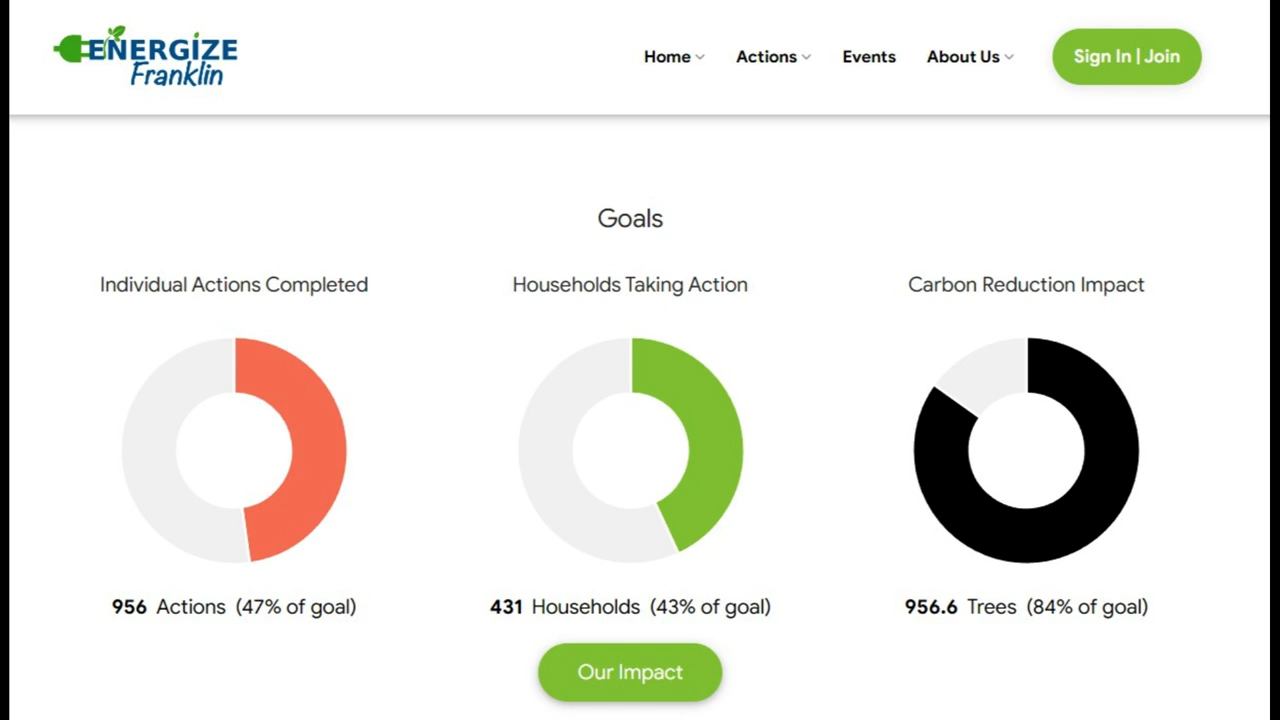 ENERGIZE
Franklin
Home
Actions
Events
About Us
Sign In | Join
Goals
Individual Actions Completed
Households Taking Action
Carbon Reduction Impact
956 Actions (47% of goal)
431 Households (43% of goal)
956.6 Trees (84% of goal)
Our Impact